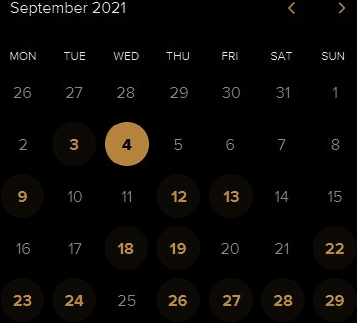 September 2021
MON TUE WED THU FRI SAT SUN
26 27 28 29 30 31 1
2 3 4 5 6 7 8
9 10 11 12 13 14 15
16 17 18 19 20 21 22
23 24 25 26 27 28 29